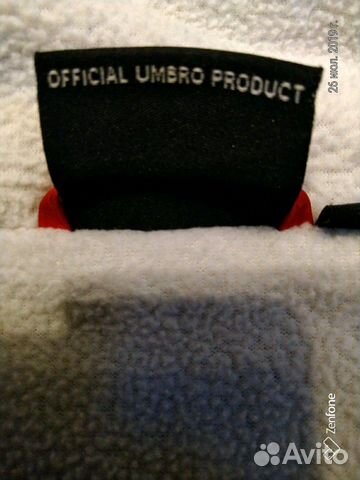 OFFICIAL UMBRO PRODUCT
26 июл. 2019 г.
Zenfone
Avito